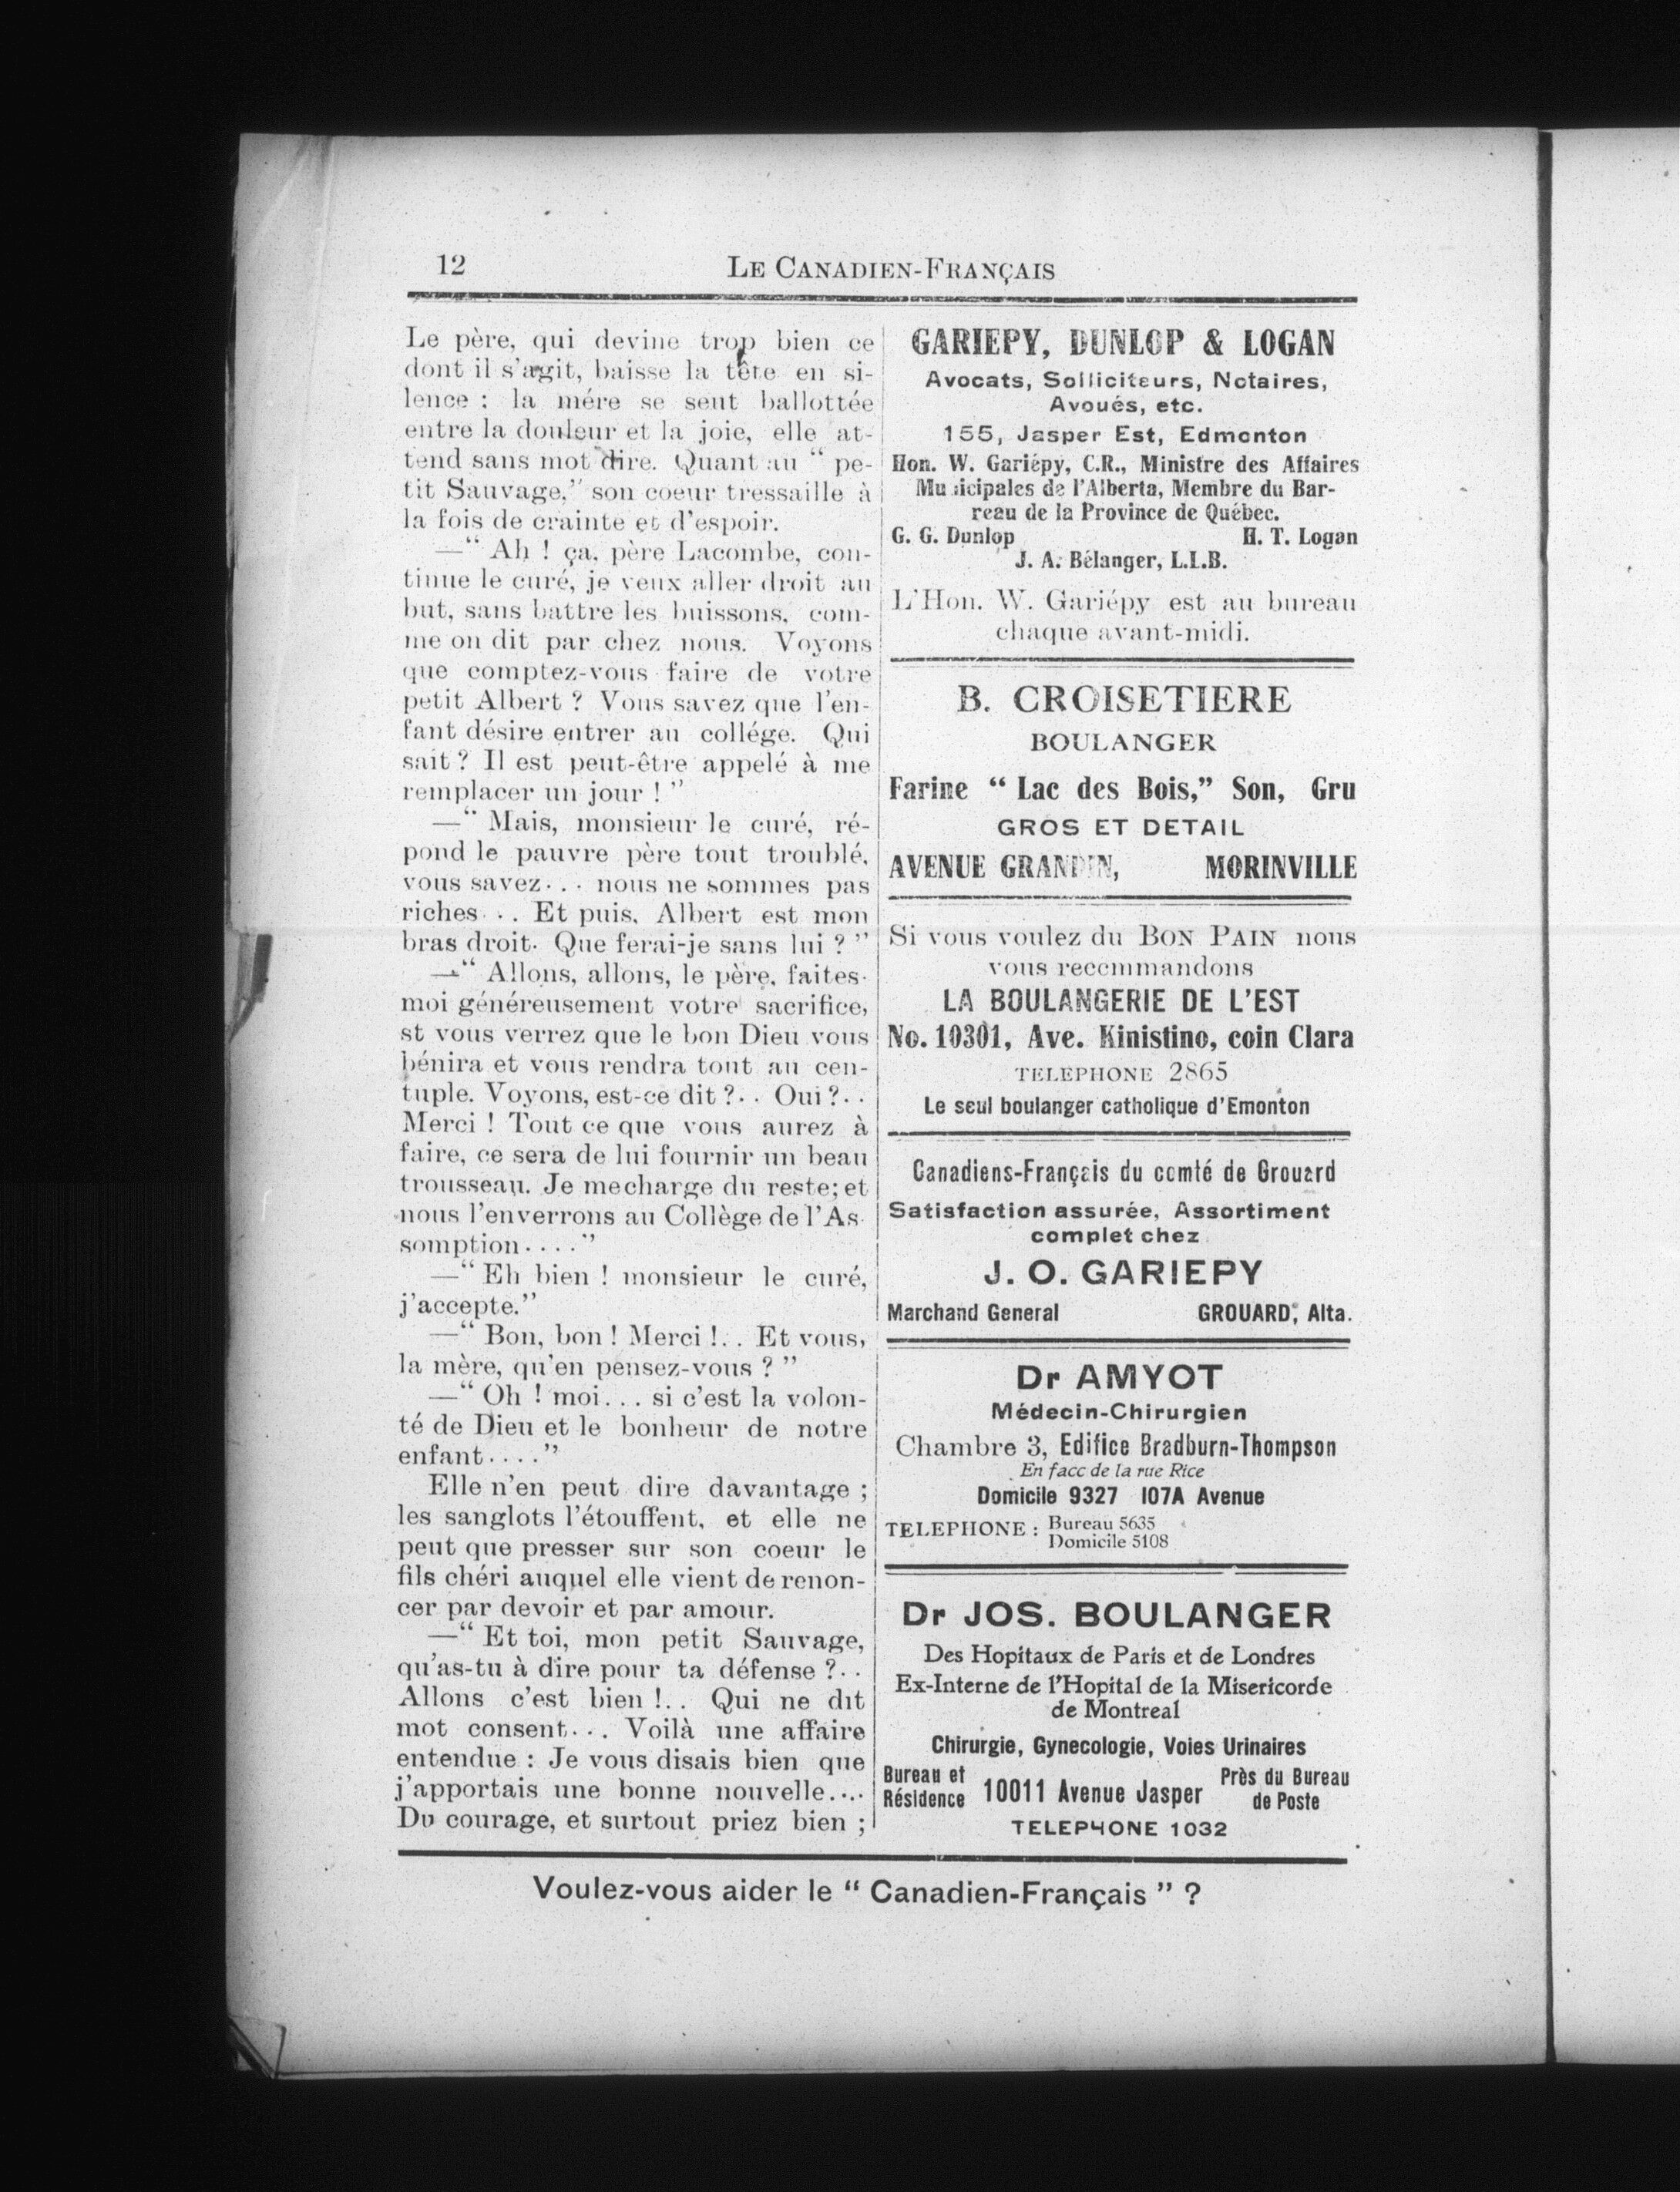 12
LE CANADIEN-FRANÇAIS
Le père, qui devine trop bien ce
dont il s'agit, baisse la tête en si-
lence : la mére se sent ballottée
entre la douleur et la joie, elle at-
tend sans mot dire. Quant au “ pe-
tit Sauvage,” son coeur tressaille à
la fois de crainte et d'espoir.
—“ Ah ! ça, père Lacombe, con-
tinue le curé, je veux aller droit au
but, sans battre les buissons, com-
me on dit par chez nous. Voyons
que comptez-vous faire de votre
petit Albert ? Vous savez que l'en-
fant désire entrer au collége. Qui
sait ? Il est peut-être appelé à me
remplacer un jour ! ”
—“ Mais, monsieur le curé, ré-
pond le pauvre père tout troublé,
vous savez... nous ne sommes pas
riches... Et puis, Albert est mon
bras droit. Que ferai-je sans lui ? ”
—“ Allons, allons, le père, faites-
moi généreusement votre sacrifice,
st vous verrez que le bon Dieu vous
bénira et vous rendra tout au cen-
tuple. Voyons, est-ce dit ?.. Oui ?..
Merci ! Tout ce que vous aurez à
faire, ce sera de lui fournir un beau
trousseau. Je mecharge du reste; et
nous l'enverrons au Collège de l'As-
somption....”
—“ Eh bien ! monsieur le curé,
j'accepte.”
—“ Bon, bon ! Merci !.. Et vous,
la mère, qu'en pensez-vous ? ”
—“ Oh ! moi... si c'est la volon-
té de Dieu et le bonheur de notre
enfant....”
Elle n'en peut dire davantage ;
les sanglots l'étouffent, et elle ne
peut que presser sur son coeur le
fils chéri auquel elle vient de renon-
cer par devoir et par amour.
—“ Et toi, mon petit Sauvage,
qu'as-tu à dire pour ta défense ?..
Allons c'est bien !.. Qui ne dit
mot consent... Voilà une affaire
entendue : Je vous disais bien que
j'apportais une bonne nouvelle....
Du courage, et surtout priez bien ;
GARIEPY, DUNLOP & LOGAN
Avocats, Solliciteurs, Notaires,
Avoués, etc.
155, Jasper Est, Edmonton
Hon. W. Gariépy, C.R., Ministre des Affaires
Municipales de l'Alberta, Membre du Bar-
reau de la Province de Québec.
G. G. Dunlop H. T. Logan
J. A. Bélanger, L.L.B.
L'Hon. W. Gariépy est au bureau
chaque avant-midi.
B. CROISETIERE
BOULANGER
Farine “ Lac des Bois,” Son, Gru
GROS ET DETAIL
AVENUE GRANDIN, MORINVILLE
Si vous voulez du BON PAIN nous
vous recommandons
LA BOULANGERIE DE L'EST
No. 10301, Ave. Kinistino, coin Clara
TELEPHONE 2865
Le seul boulanger catholique d'Emonton
Canadiens-Français du comté de Grouard
Satisfaction assurée, Assortiment
complet chez
J. O. GARIEPY
Marchand General GROUARD, Alta.
Dr AMYOT
Médecin-Chirurgien
Chambre 3, Edifice Bradburn-Thompson
En facc de la rue Rice
Domicile 9327 107A Avenue
TELEPHONE : Bureau 5635
Domicile 5108
Dr JOS. BOULANGER
Des Hopitaux de Paris et de Londres
Ex-Interne de l'Hopital de la Misericorde
de Montreal
Chirurgie, Gynecologie, Voies Urinaires
Bureau et Résidence 10011 Avenue Jasper Près du Bureau de Poste
TELEPHONE 1032
Voulez-vous aider le “ Canadien-Français ” ?